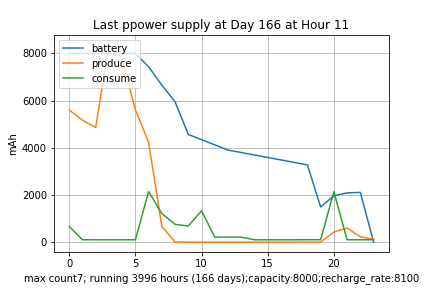 Last ppower supply at Day 166 at Hour 11
battery
produce
consume
8000
6000
4000
2000
0
mAh
0 5 10 15 20
max count7; running 3996 hours (166 days);capacity:8000;recharge_rate:8100